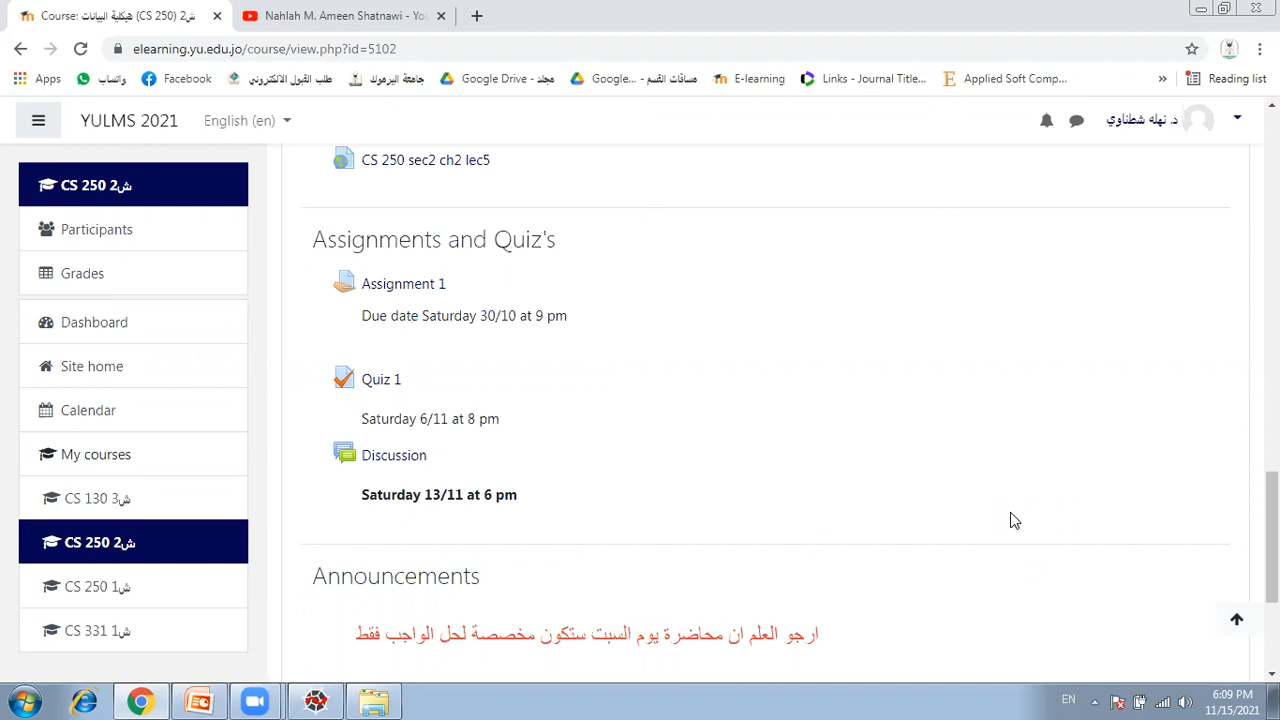 Course: هيكلية البيانات (CS 250) ش2
Nahlah M. Ameen Shatnawi - You
elearning.yu.edu.jo/course/view.php?id=5102
Apps
واتساب
Facebook
طلب القبول الالكتروني
جامعة اليرموك
Google Drive - مجلد
Google... - مساقات القسم
E-learning
Links - Journal Title...
Applied Soft Comp...
»
Reading list
YULMS 2021
English (en)
د. نهله شطناوي
CS 250 ش2
Participants
Grades
Dashboard
Site home
Calendar
My courses
CS 130 ش3
CS 250 ش2
CS 250 ش1
CS 331 ش1
CS 250 sec2 ch2 lec5
Assignments and Quiz's
Assignment 1
Due date Saturday 30/10 at 9 pm
Quiz 1
Saturday 6/11 at 8 pm
Discussion
Saturday 13/11 at 6 pm
Announcements
ارجو العلم ان محاضرة يوم السبت ستكون مخصصة لحل الواجب فقط
EN
6:09 PM
11/15/2021